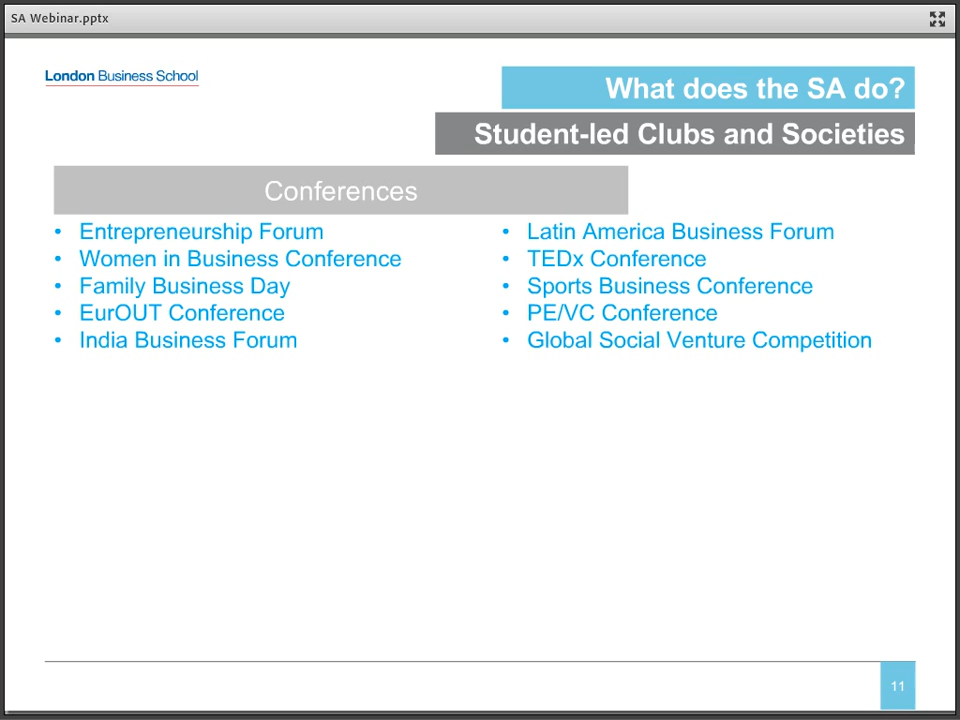 SA Webinar.pptx
London Business School
What does the SA do?
Student-led Clubs and Societies
Conferences
• Entrepreneurship Forum
• Women in Business Conference
• Family Business Day
• EurOUT Conference
• India Business Forum
• Latin America Business Forum
• TEDx Conference
• Sports Business Conference
• PE/VC Conference
• Global Social Venture Competition
11